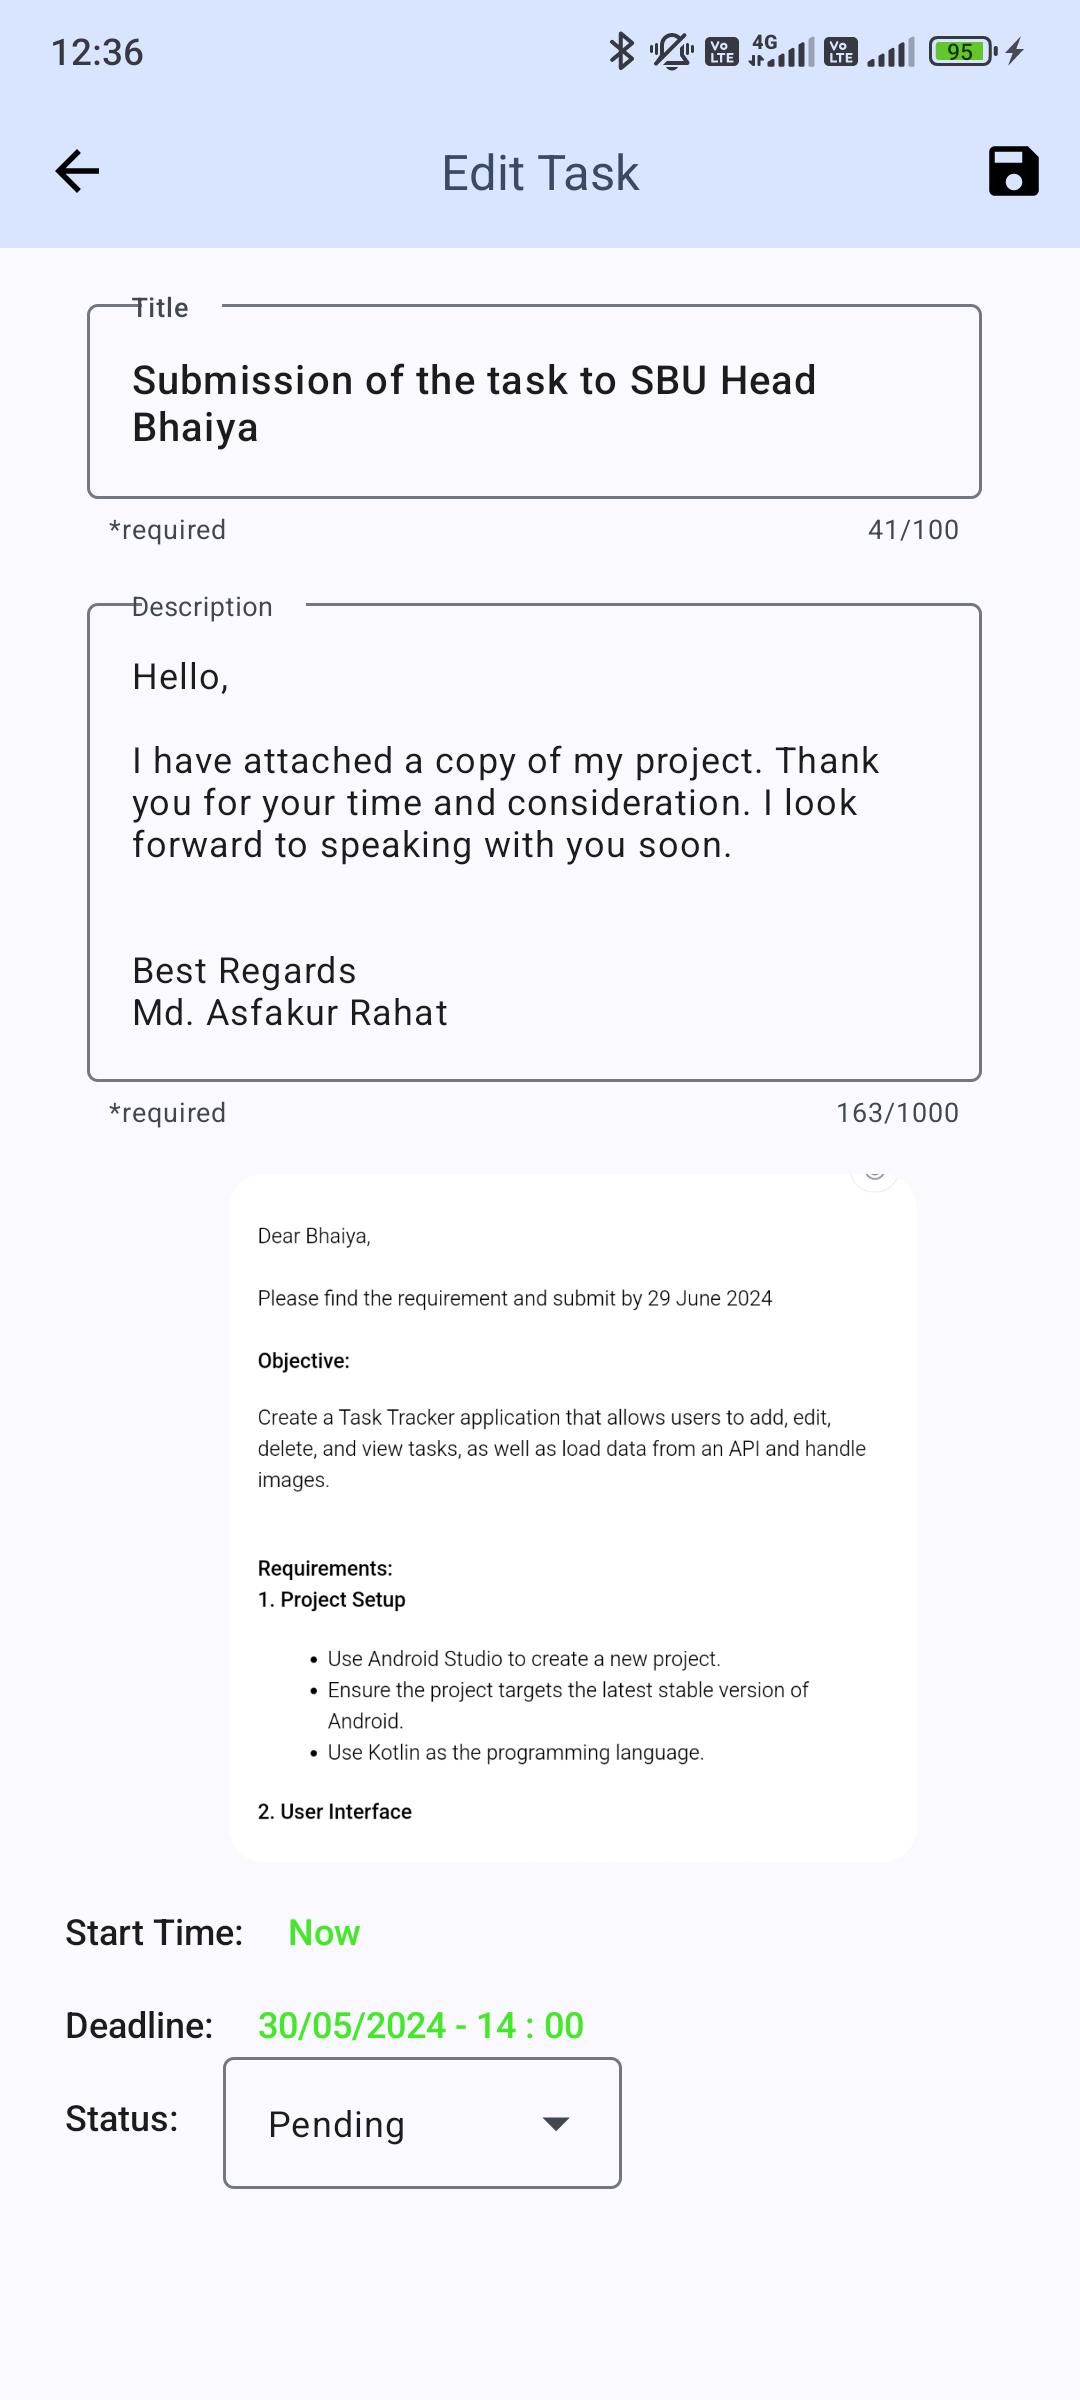 12:36
Vo LTE 4G Vo LTE 95
Edit Task
Title
Submission of the task to SBU Head
Bhaiya
*required 41/100
Description
Hello,
I have attached a copy of my project. Thank
you for your time and consideration. I look
forward to speaking with you soon.
Best Regards
Md. Asfakur Rahat
*required 163/1000
Dear Bhaiya,
Please find the requirement and submit by 29 June 2024
Objective:
Create a Task Tracker application that allows users to add, edit,
delete, and view tasks, as well as load data from an API and handle
images.
Requirements:
1. Project Setup
• Use Android Studio to create a new project.
• Ensure the project targets the latest stable version of
Android.
• Use Kotlin as the programming language.
2. User Interface
Start Time: Now
Deadline: 30/05/2024 - 14 : 00
Status: Pending